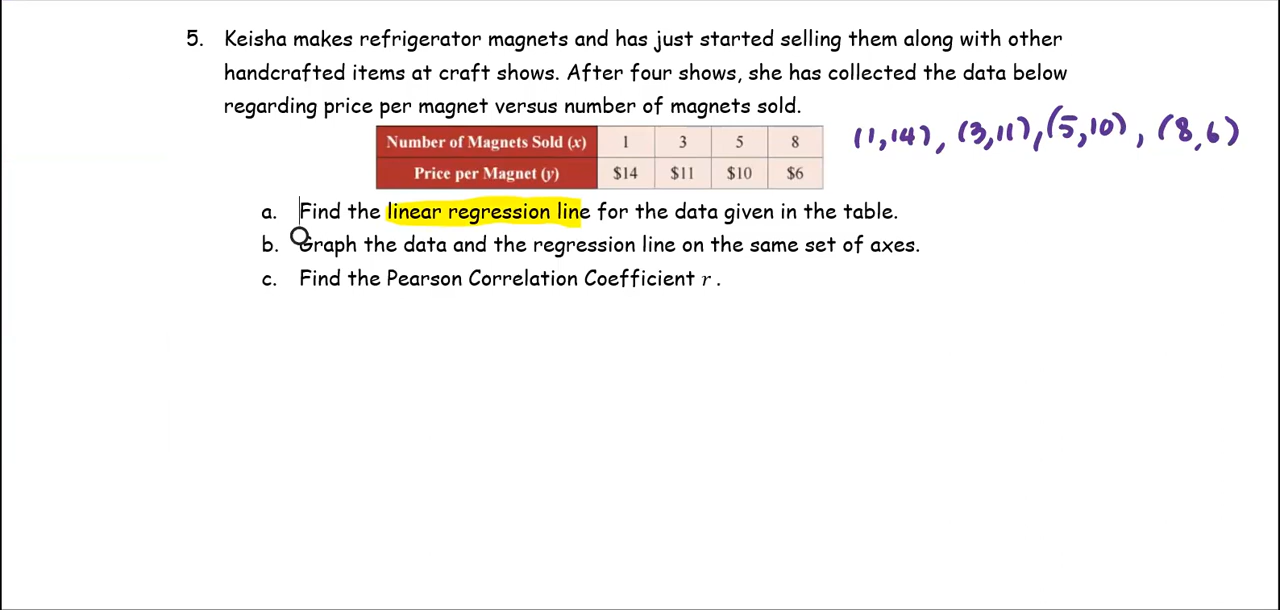 5. Keisha makes refrigerator magnets and has just started selling them along with other
handcrafted items at craft shows. After four shows, she has collected the data below
regarding price per magnet versus number of magnets sold.
Number of Magnets Sold (x) 1 3 5 8
Price per Magnet (y) $14 $11 $10 $6
(1,14), (3,11), (5,10), (8,6)
a. Find the linear regression line for the data given in the table.
b. Graph the data and the regression line on the same set of axes.
c. Find the Pearson Correlation Coefficient r .